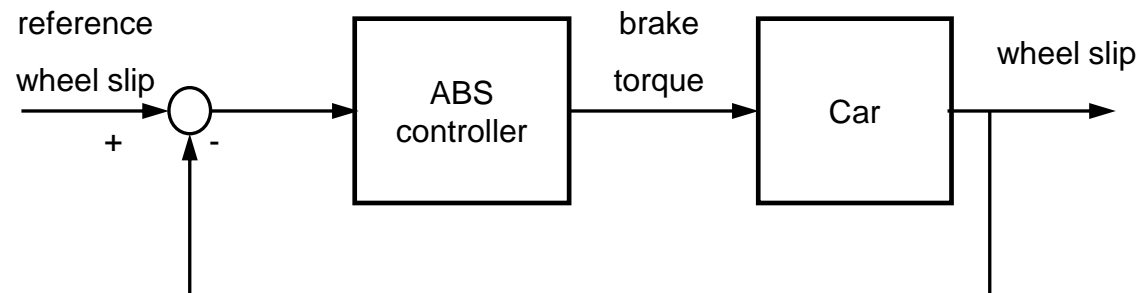 reference
wheel slip
+
-
ABS
controller
brake
torque
Car
wheel slip